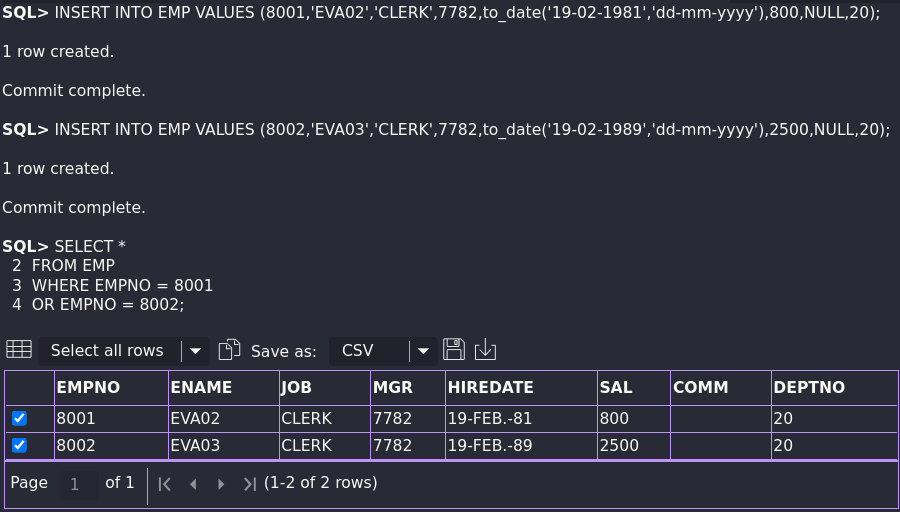 SQL> INSERT INTO EMP VALUES (8001,'EVA02','CLERK',7782,to_date('19-02-1981','dd-mm-yyyy'),800,NULL,20);
1 row created.
Commit complete.
SQL> INSERT INTO EMP VALUES (8002,'EVA03','CLERK',7782,to_date('19-02-1989','dd-mm-yyyy'),2500,NULL,20);
1 row created.
Commit complete.
SQL> SELECT *
2 FROM EMP
3 WHERE EMPNO = 8001
4 OR EMPNO = 8002;
Select all rows Save as: CSV
EMPNO ENAME JOB MGR HIREDATE SAL COMM DEPTNO
8001 EVA02 CLERK 7782 19-FEB.-81 800 20
8002 EVA03 CLERK 7782 19-FEB.-89 2500 20
Page 1 of 1 (1-2 of 2 rows)